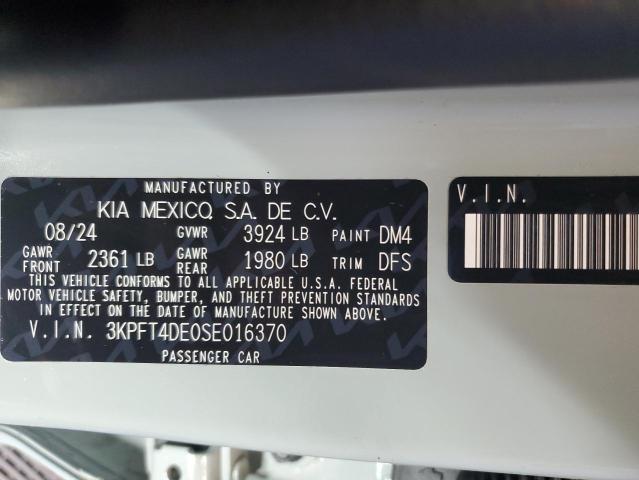 MANUFACTURED BY
KIA MEXICO, S.A. DE C.V.
08/24 GVWR 3924 LB PAINT DM4
GAWR FRONT 2361 LB GAWR REAR 1980 LB TRIM DFS
THIS VEHICLE CONFORMS TO ALL APPLICABLE U.S.A. FEDERAL
MOTOR VEHICLE SAFETY, BUMPER, AND THEFT PREVENTION STANDARDS
IN EFFECT ON THE DATE OF MANUFACTURE SHOWN ABOVE.
V.I.N. 3KPFT4DE0SE016370
PASSENGER CAR
V.I.N.